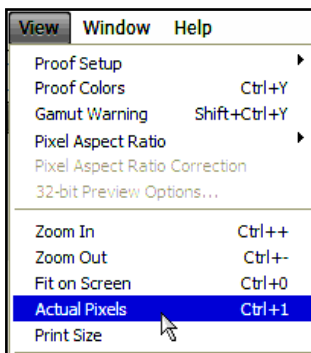 View Window Help
Proof Setup
Proof Colors Ctrl+Y
Gamut Warning Shift+Ctrl+Y
Pixel Aspect Ratio
Pixel Aspect Ratio Correction
32-bit Preview Options...
Zoom In Ctrl++
Zoom Out Ctrl+-
Fit on Screen Ctrl+0
Actual Pixels Ctrl+1
Print Size